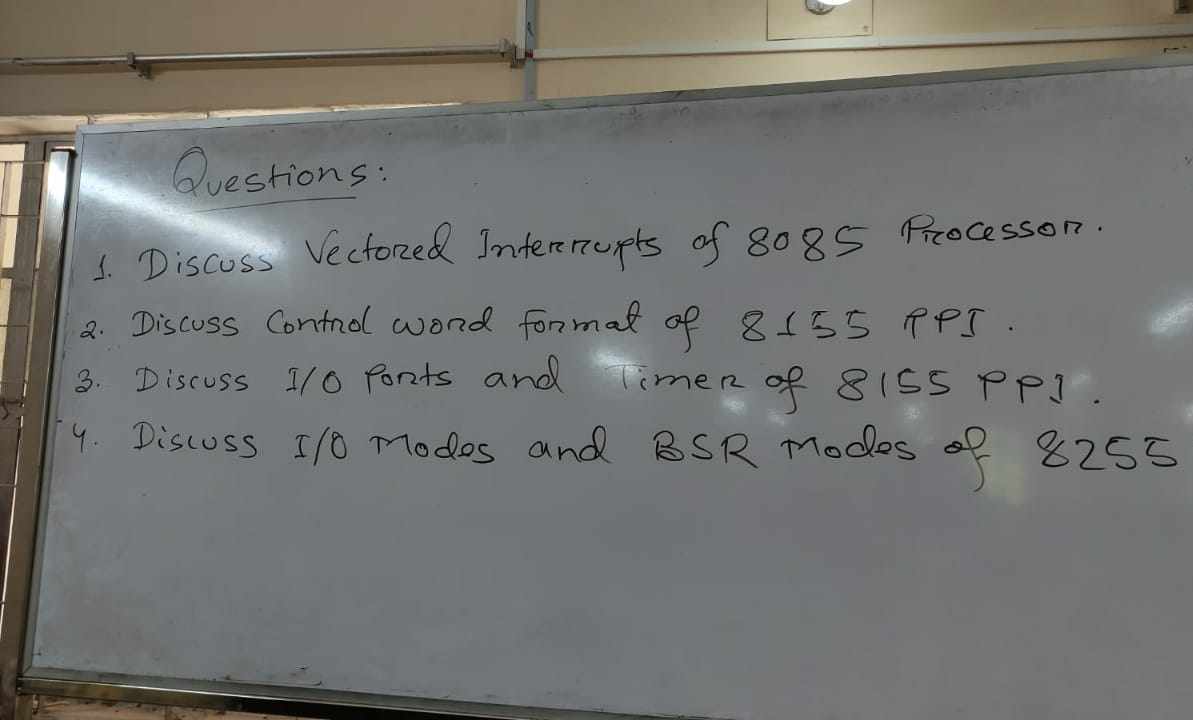 Questions:
1. Discuss Vectored Interrupts of 8085 Processor.
2. Discuss Control word format of 8155 PPI.
3. Discuss I/O Ports and Timer of 8155 PPI.
4. Discuss I/O Modes and BSR Modes of 8255